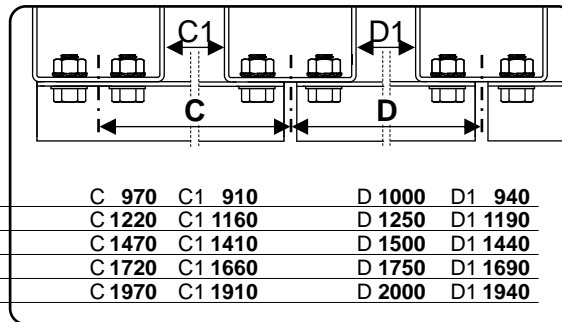 C1 D1
C D
C 970 C1 910 D 1000 D1 940
C 1220 C1 1160 D 1250 D1 1190
C 1470 C1 1410 D 1500 D1 1440
C 1720 C1 1660 D 1750 D1 1690
C 1970 C1 1910 D 2000 D1 1940